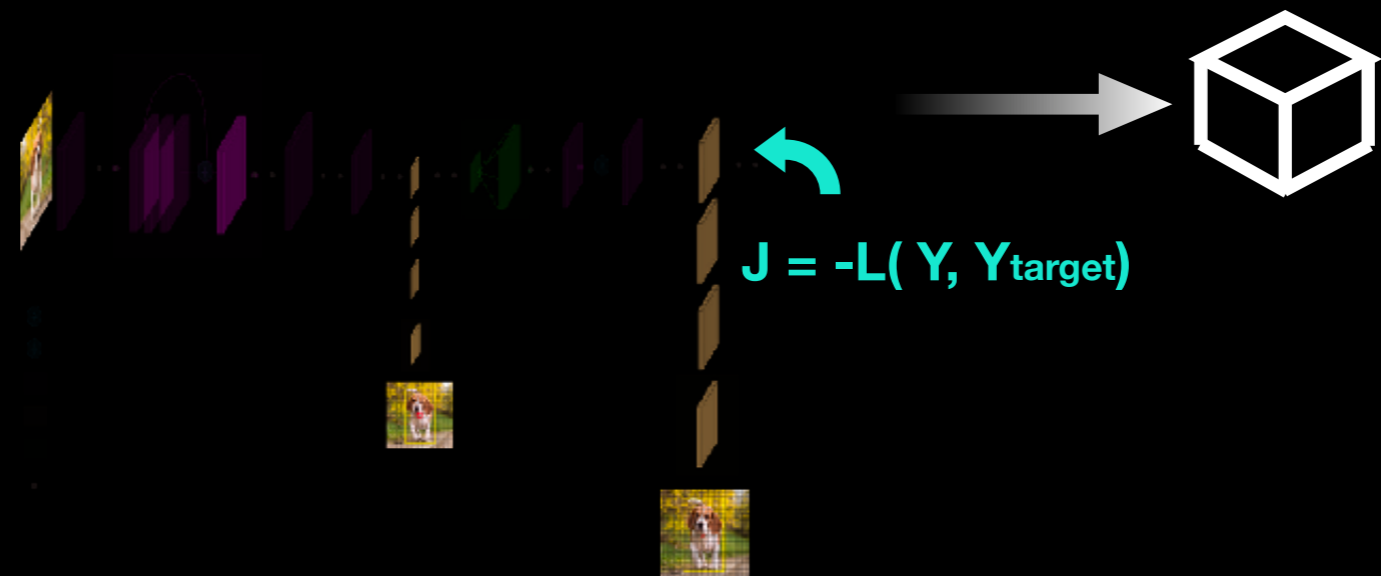 J = -L( Y, Ytarget)